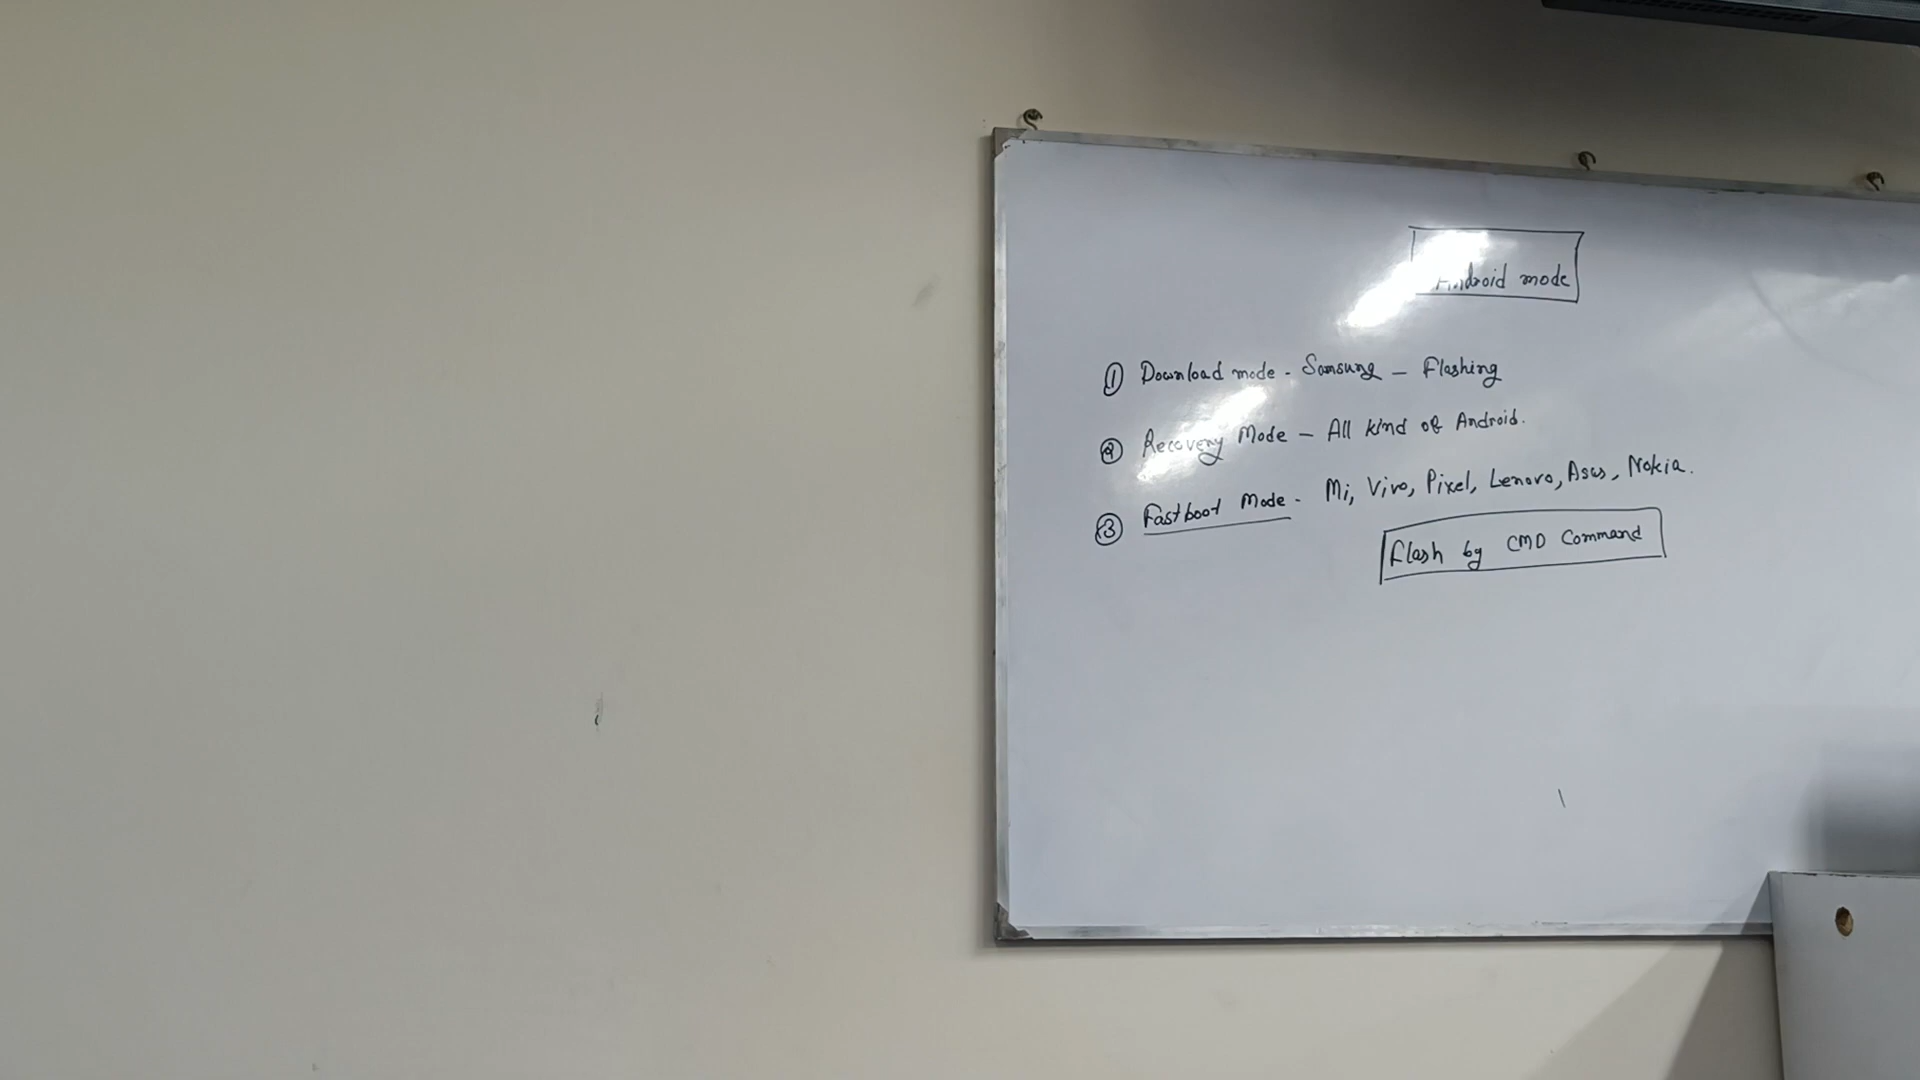 Android mode
① Download mode - Samsung - Flashing
② Recovery Mode - All kind of Android.
③ Fastboot Mode - Mi, Vivo, Pixel, Lenovo, Asus, Nokia.
Flash by CMD Command